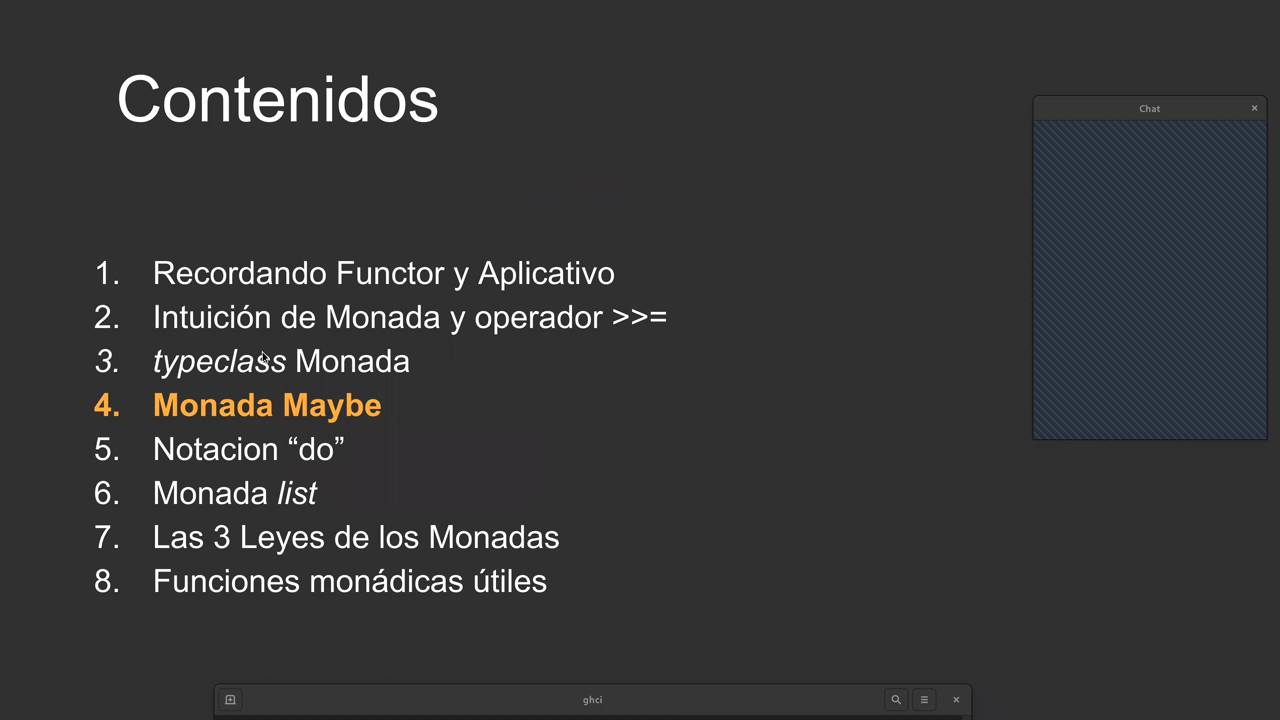 Contenidos
Chat
1. Recordando Functor y Aplicativo
2. Intuición de Monada y operador >>=
3. typeclass Monada
4. Monada Maybe
5. Notacion “do”
6. Monada list
7. Las 3 Leyes de los Monadas
8. Funciones monádicas útiles
ghci